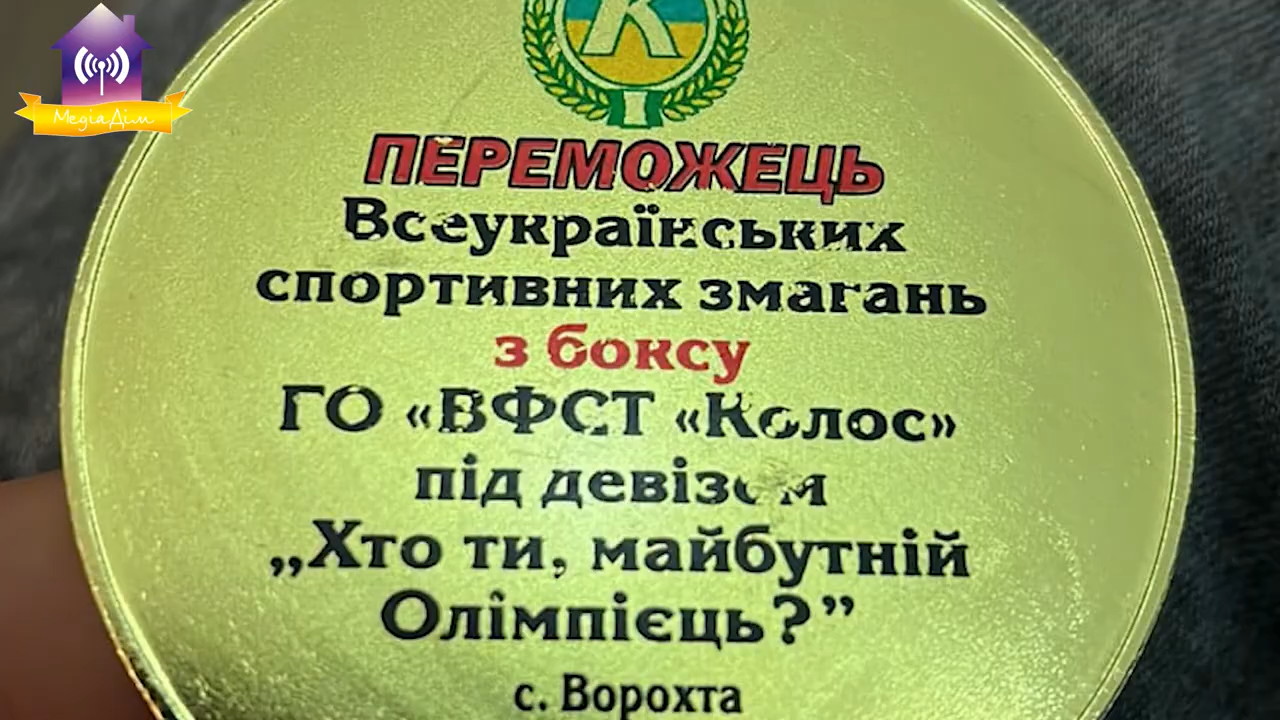 МедіаДім
К
ПЕРЕМОЖЕЦЬ
Всеукраїнських
спортивних змагань
з боксу
ГО «ВФСТ «Колос»
під девізом
„Хто ти, майбутній
Олімпієць?”
с. Ворохта